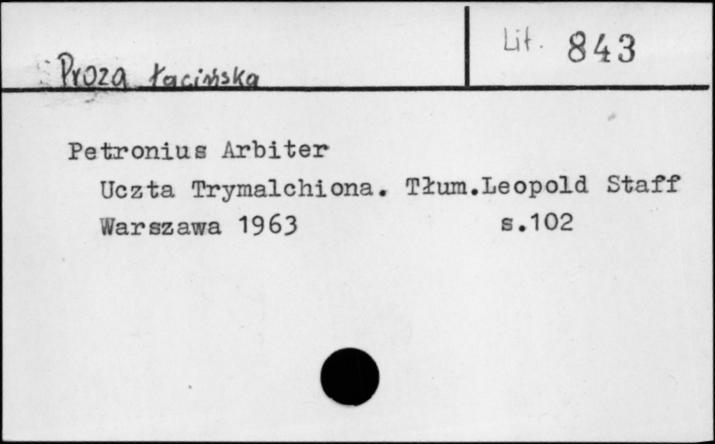 Lit. 843
Proza łacińska
Petronius Arbiter
Uczta Trymalchiona. Tłum.Leopold Staff
Warszawa 1963 s.102